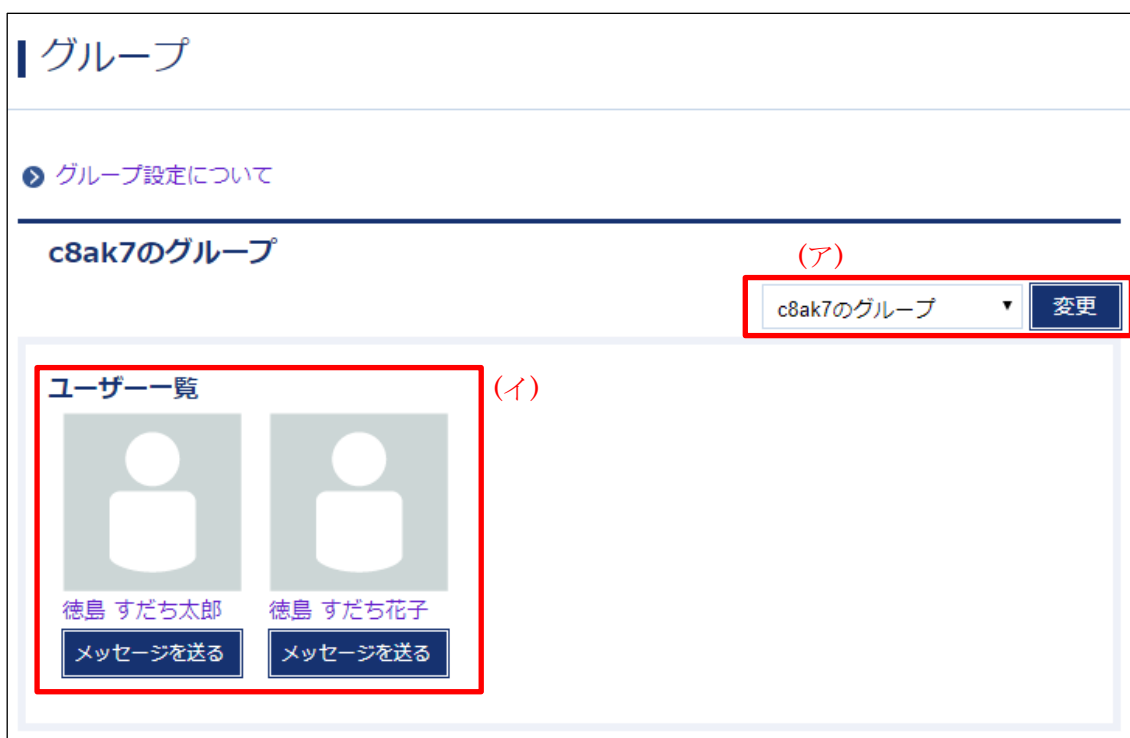 グループ
グループ設定について
c8ak7のグループ
(ア)
c8ak7のグループ ▼ 変更
ユーザー一覧
(イ)
徳島 すだち太郎 徳島 すだち花子
メッセージを送る メッセージを送る